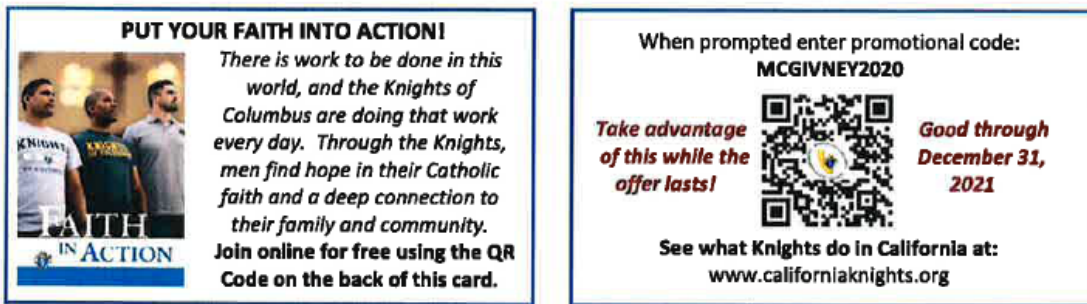 PUT YOUR FAITH INTO ACTION!
There is work to be done in this
world, and the Knights of
Columbus are doing that work
every day. Through the Knights,
men find hope in their Catholic
faith and a deep connection to
their family and community.
Join online for free using the QR
Code on the back of this card.
KNIGHT
KNIGHTS
FAITH
IN ACTION
When prompted enter promotional code:
MCGIVNEY2020
Take advantage
of this while the
offer lasts!
Good through
December 31,
2021
See what Knights do in California at:
www.californiaknights.org